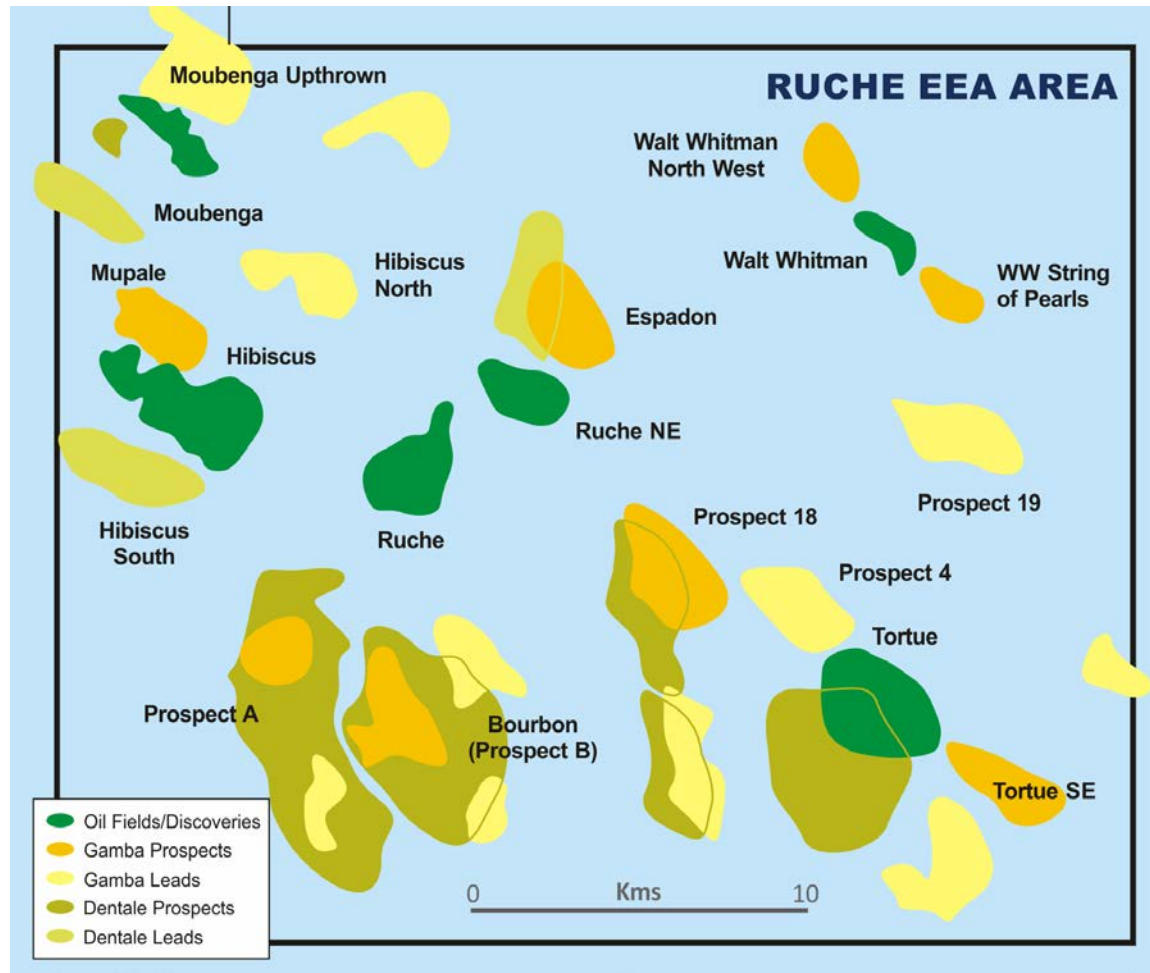 RUCHE EEA AREA
Moubenga Upthrown
Walt Whitman
North West
Moubenga
Walt Whitman
Mupale
Hibiscus
North
WW String
of Pearls
Espadon
Hibiscus
Ruche NE
Prospect 19
Hibiscus
South
Ruche
Prospect 18
Prospect 4
Tortue
Prospect A
Bourbon
(Prospect B)
Tortue SE
Oil Fields/Discoveries
Gamba Prospects
Gamba Leads
Dentale Prospects
Dentale Leads
0 Kms 10